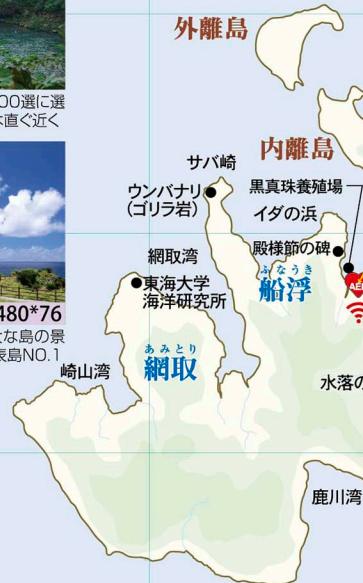 外離島
00選に選
直ぐ近く
内離島
サバ崎
ウンバナリ
(ゴリラ岩)
黒真珠養殖場
イダの浜
殿様節の碑
網取湾
東海大学
海洋研究所
ふなうき
船浮
AE
480*76
な島の景
表島NO.1
崎山湾
あみとり
網取
水落の
鹿川湾